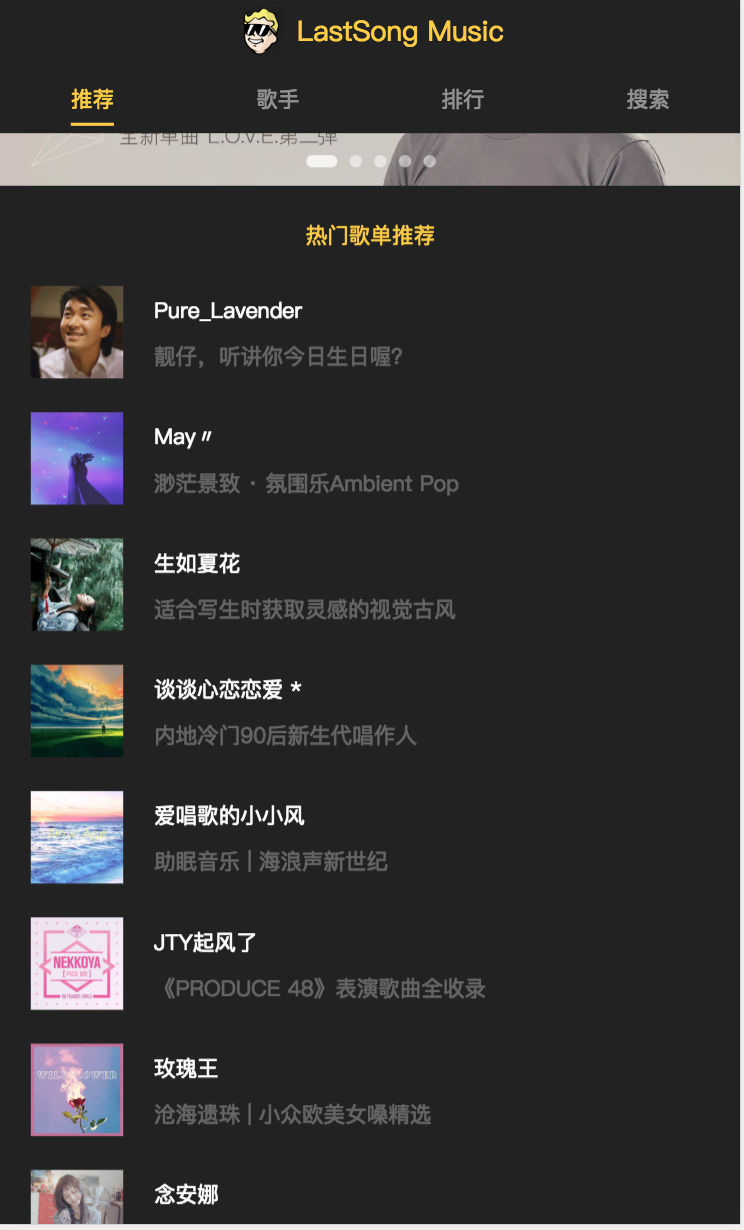 LastSong Music
推荐
歌手
排行
搜索
全新单曲 L.O.V.E.第二弹
热门歌单推荐
Pure_Lavender
靓仔，听讲你今日生日喔？
May〃
渺茫景致 · 氛围乐Ambient Pop
生如夏花
适合写生时获取灵感的视觉古风
谈谈心恋恋爱 *
内地冷门90后新生代唱作人
爱唱歌的小小风
助眠音乐 | 海浪声新世纪
NEKKOYA
[PICK ME]
JTY起风了
《PRODUCE 48》表演歌曲全收录
WILDFLOWER
玫瑰王
沧海遗珠 | 小众欧美女嗓精选
念安娜